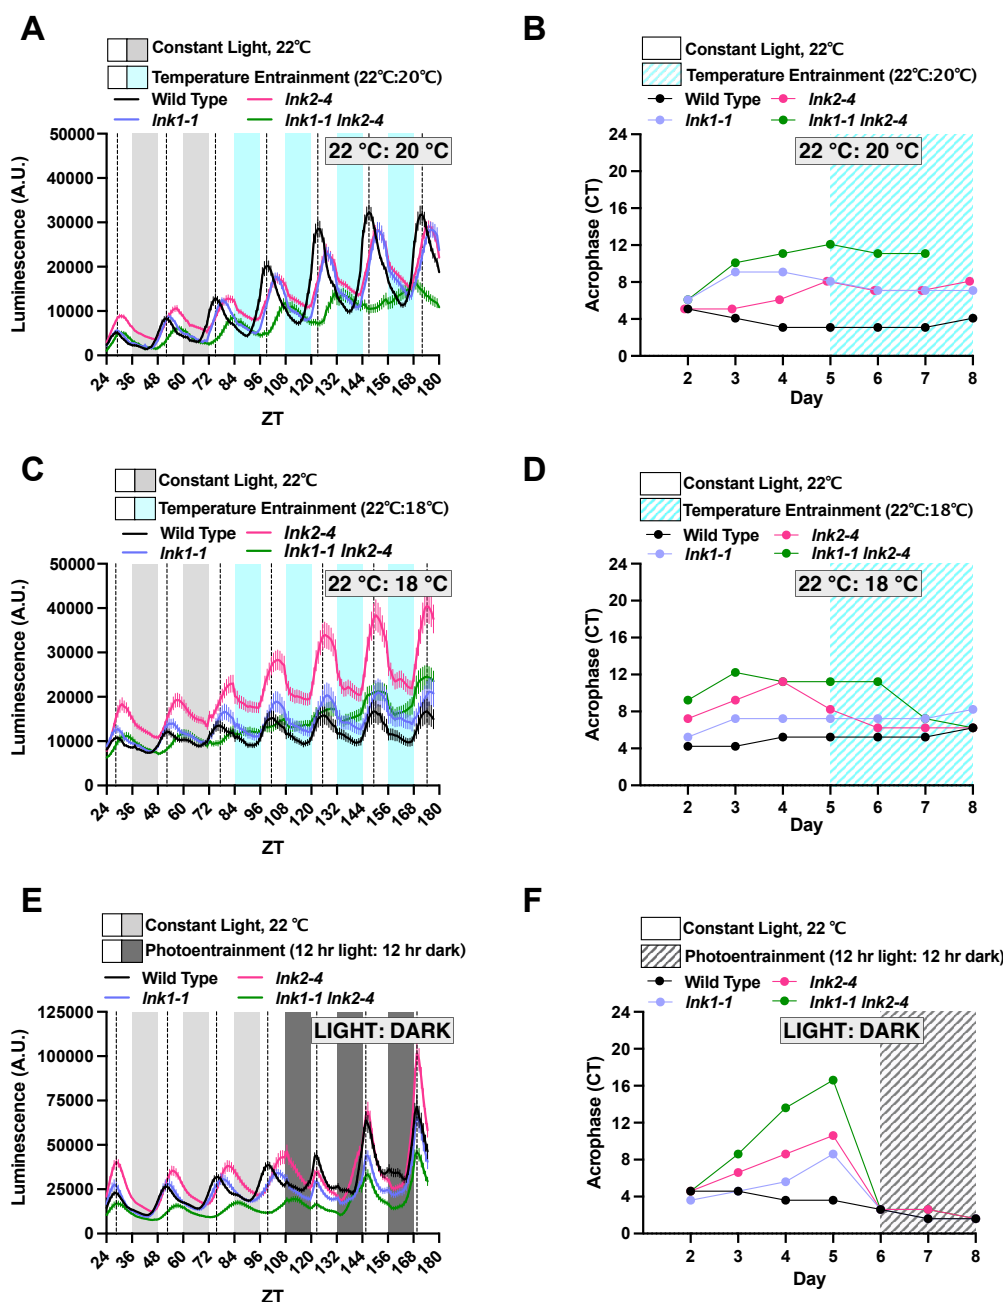 A
Constant Light, 22℃
Temperature Entrainment (22℃:20℃)
Wild Type
lnk2-4
lnk1-1
lnk1-1 lnk2-4
22 °C: 20 °C
Luminescence (A.U.)
50000
40000
30000
20000
10000
0
24 36 48 60 72 84 96 108 120 132 144 156 168 180
ZT
B
Constant Light, 22℃
Temperature Entrainment (22℃:20℃)
Wild Type
lnk2-4
lnk1-1
lnk1-1 lnk2-4
22 °C: 20 °C
Acrophase (CT)
24
20
16
12
8
4
0
2 3 4 5 6 7 8
Day
C
Constant Light, 22℃
Temperature Entrainment (22℃:18℃)
Wild Type
lnk2-4
lnk1-1
lnk1-1 lnk2-4
22 °C: 18 °C
Luminescence (A.U.)
50000
40000
30000
20000
10000
0
24 36 48 60 72 84 96 108 120 132 144 156 168 180
ZT
D
Constant Light, 22℃
Temperature Entrainment (22℃:18℃)
Wild Type
lnk2-4
lnk1-1
lnk1-1 lnk2-4
22 °C: 18 °C
Acrophase (CT)
24
20
16
12
8
4
0
2 3 4 5 6 7 8
Day
E
Constant Light, 22 ℃
Photoentrainment (12 hr light: 12 hr dark)
Wild Type
lnk2-4
lnk1-1
lnk1-1 lnk2-4
LIGHT: DARK
Luminescence (A.U.)
125000
100000
75000
50000
25000
0
24 36 48 60 72 84 96 108 120 132 144 156 168 180
ZT
F
Constant Light, 22 ℃
Photoentrainment (12 hr light: 12 hr dark)
Wild Type
lnk2-4
lnk1-1
lnk1-1 lnk2-4
LIGHT: DARK
Acrophase (CT)
24
20
16
12
8
4
0
2 3 4 5 6 7 8
Day